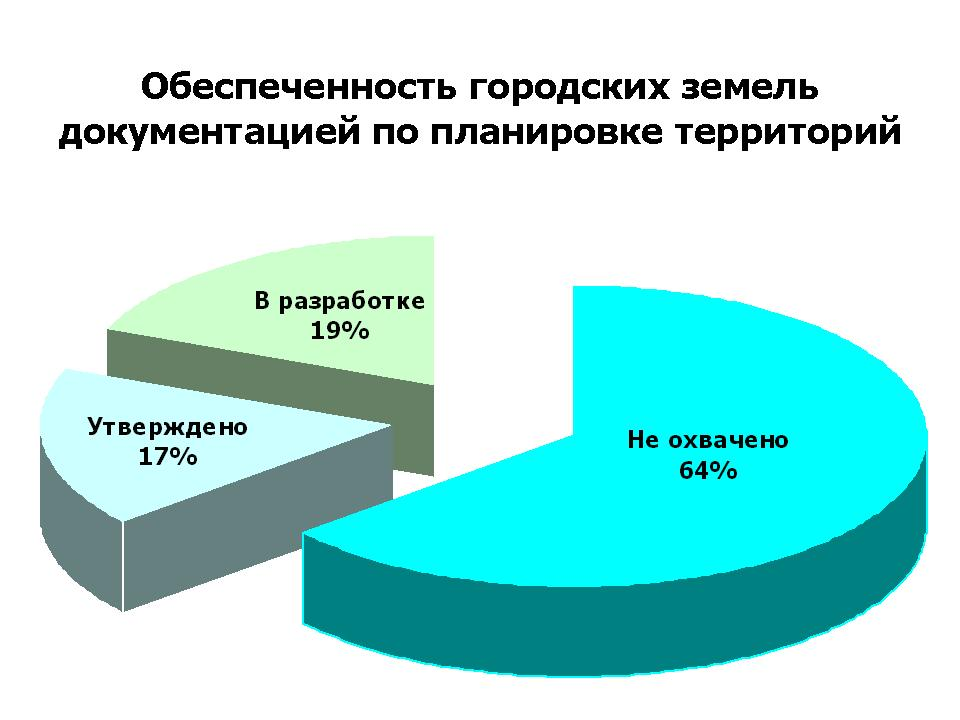 Обеспеченность городских земель
документацией по планировке территорий
В разработке
19%
Утверждено
17%
Не охвачено
64%